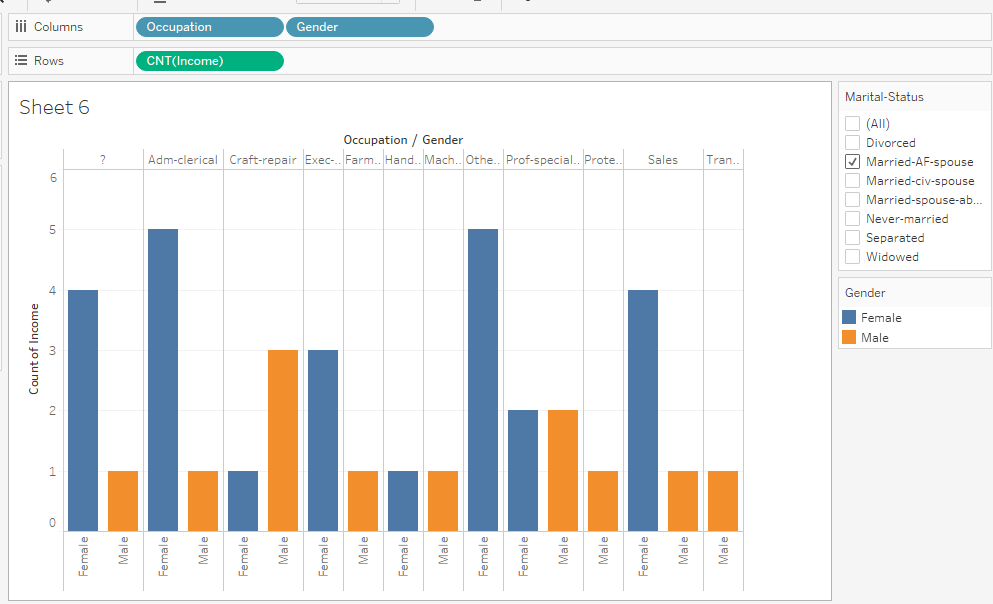 Columns
Occupation
Gender
Rows
CNT(Income)
Sheet 6
Occupation / Gender
? Adm-clerical Craft-repair Exec-.. Farm.. Hand.. Mach.. Othe.. Prof-special.. Prote.. Sales Tran..
6
5
4
3
2
1
0
Count of Income
Female Male Female Male Female Male Female Male Female Male Female Female Male Male Female Male Male
Marital-Status
(All)
Divorced
Married-AF-spouse
Married-civ-spouse
Married-spouse-ab...
Never-married
Separated
Widowed
Gender
Female
Male